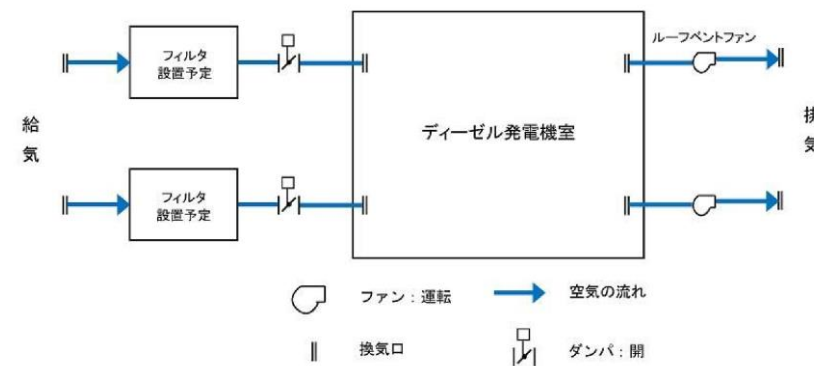 ルーフベントファン
フィルタ
設置予定
給
気
ディーゼル発電機室
排
気
フィルタ
設置予定
ファン：運転
空気の流れ
換気口
ダンパ：開